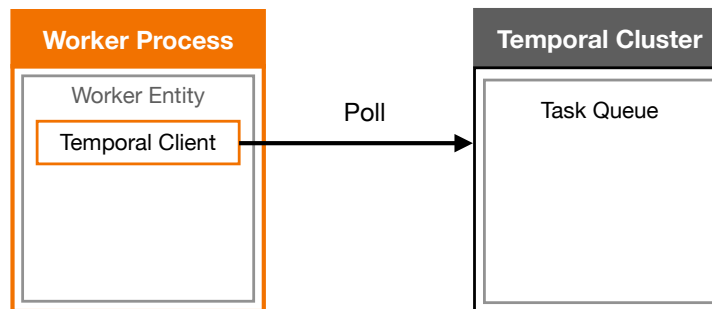 Worker Process
Worker Entity
Temporal Client
Poll
Temporal Cluster
Task Queue